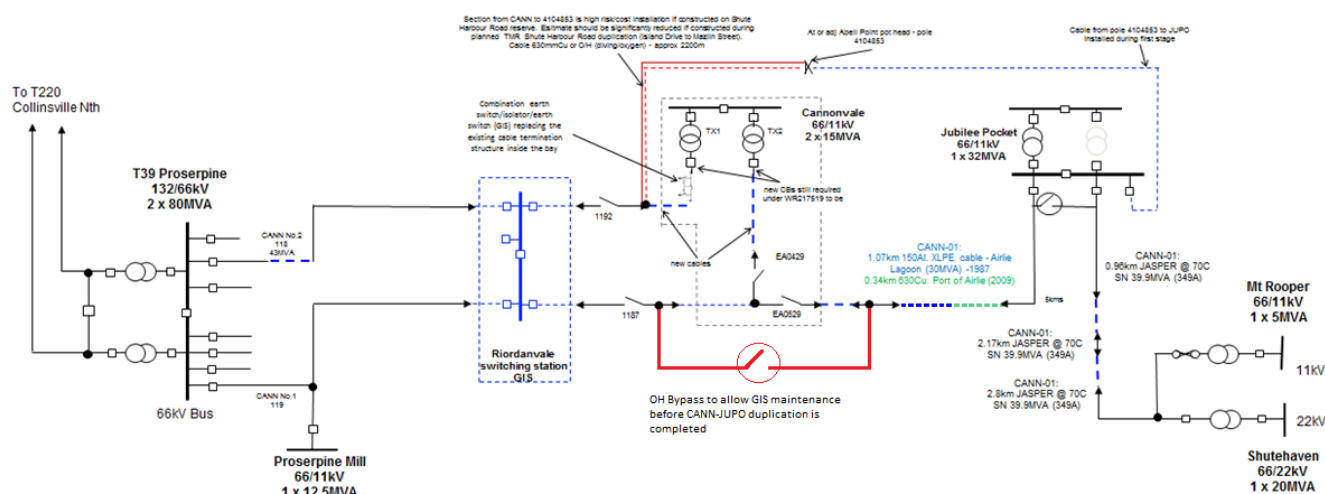 Section from CANN to 4104853 is high risk/cost installation if constructed on Shute
Harbour Road reserve. Esitmate should be significantly reduced if constructed during
planned TMR Shute Harbour Road duplication (Island Drive to Mazlin Street).
Cable 630mmCu or O/H (diving/oxygen) - approx 2200m
At or adj Abell Point pot head - pole
4104853
Cable from pole 4104853 to JUPO
installed during first stage
To T220
Collinsville Nth
Combination earth
switch/isolator/earth
switch (GIS) replacing the
existing cable termination
structure inside the bay
TX1
TX2
Cannonvale
66/11kV
2 x 15MVA
Jubilee Pocket
66/11kV
1 x 32MVA
T39 Proserpine
132/66kV
2 x 80MVA
new CBs still required
under WR217519 to be
CANN No.2
118
43MVA
1192
new cables
EA0429
CANN-01:
1.07km 150Al. XLPE cable - Airlie
Lagoon (30MVA) -1987
0.34km 630Cu. Port of Airlie (2009)
CANN-01:
0.96km JASPER @ 70C
SN 39.9MVA (349A)
Mt Rooper
66/11kV
1 x 5MVA
5kms
1187
EA0529
Riordanvale
switching station
GIS
CANN-01:
2.17km JASPER @ 70C
SN 39.9MVA (349A)
11kV
CANN-01:
2.8km JASPER @ 70C
SN 39.9MVA (349A)
CANN No.1
119
66kV Bus
OH Bypass to allow GIS maintenance
before CANN-JUPO duplication is
completed
22kV
Proserpine Mill
66/11kV
1 x 12.5MVA
Shutehaven
66/22kV
1 x 20MVA